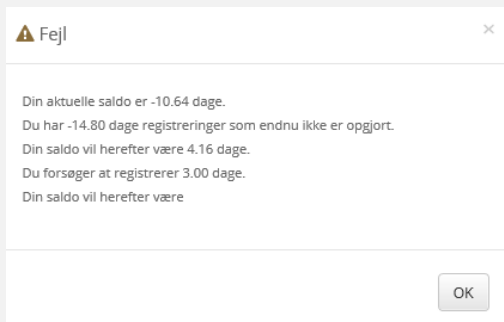 Fejl
×
Din aktuelle saldo er -10.64 dage.
Du har -14.80 dage registreringer som endnu ikke er opgjort.
Din saldo vil herefter være 4.16 dage.
Du forsøger at registrerer 3.00 dage.
Din saldo vil herefter være
OK